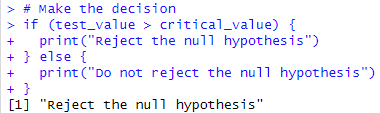 > # Make the decision
> if (test_value > critical_value) {
+   print("Reject the null hypothesis")
+ } else {
+   print("Do not reject the null hypothesis")
+ }
[1] "Reject the null hypothesis"